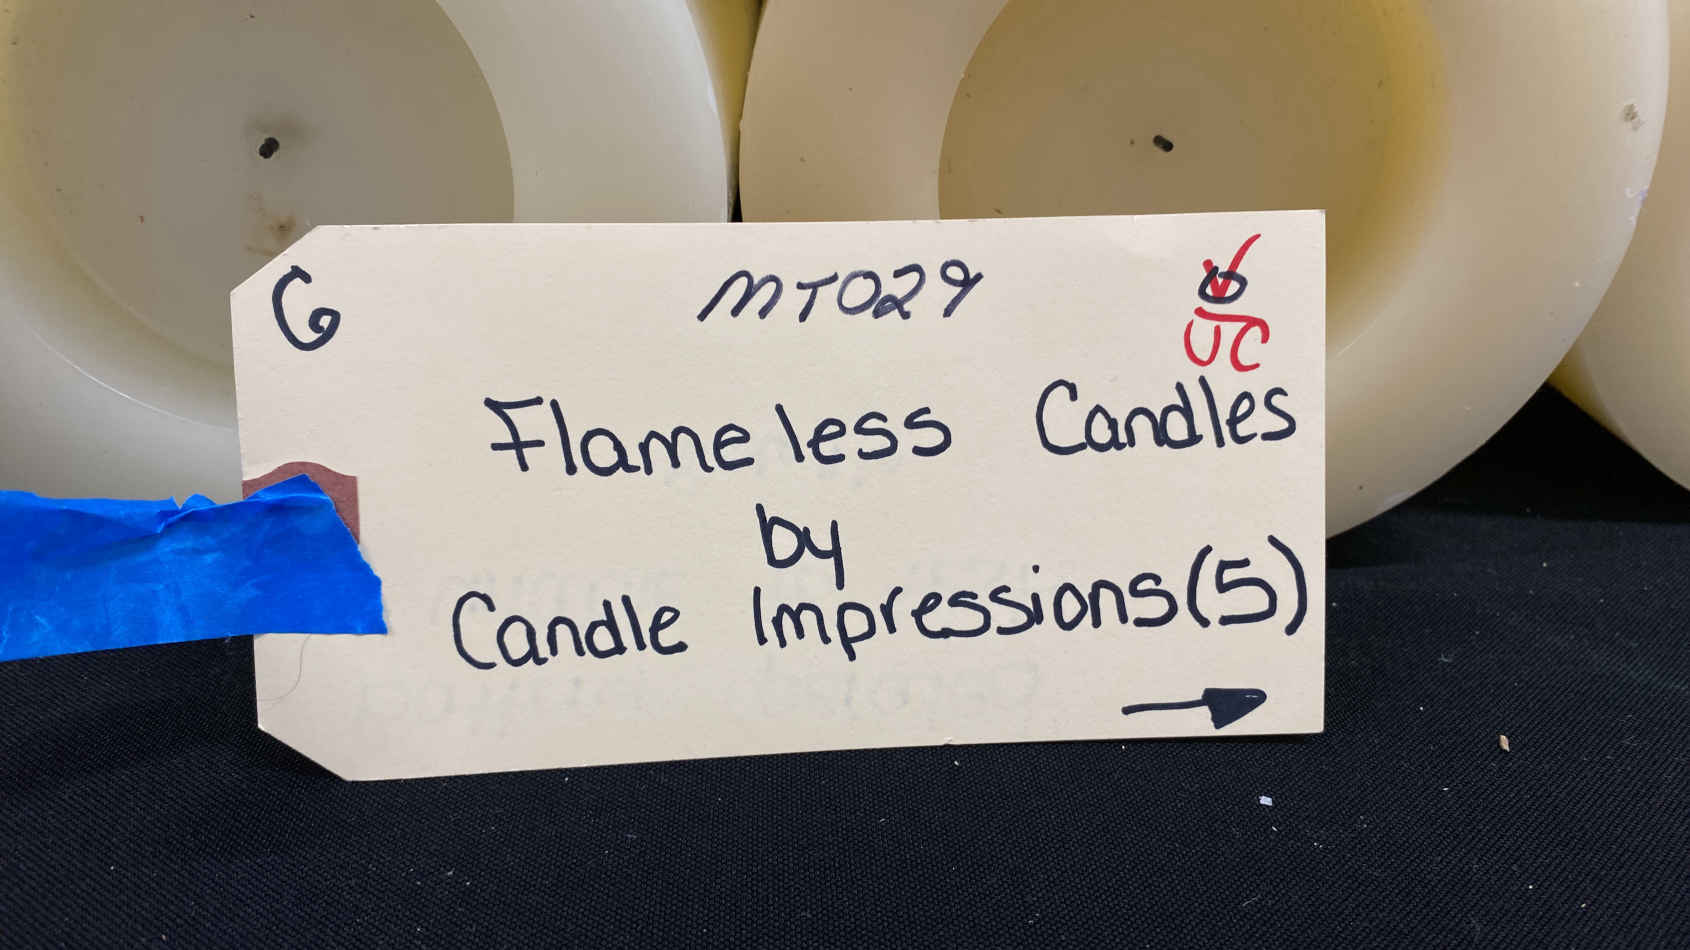 G
MT029
UC
Flameless Candles
by
Candle Impressions (5)